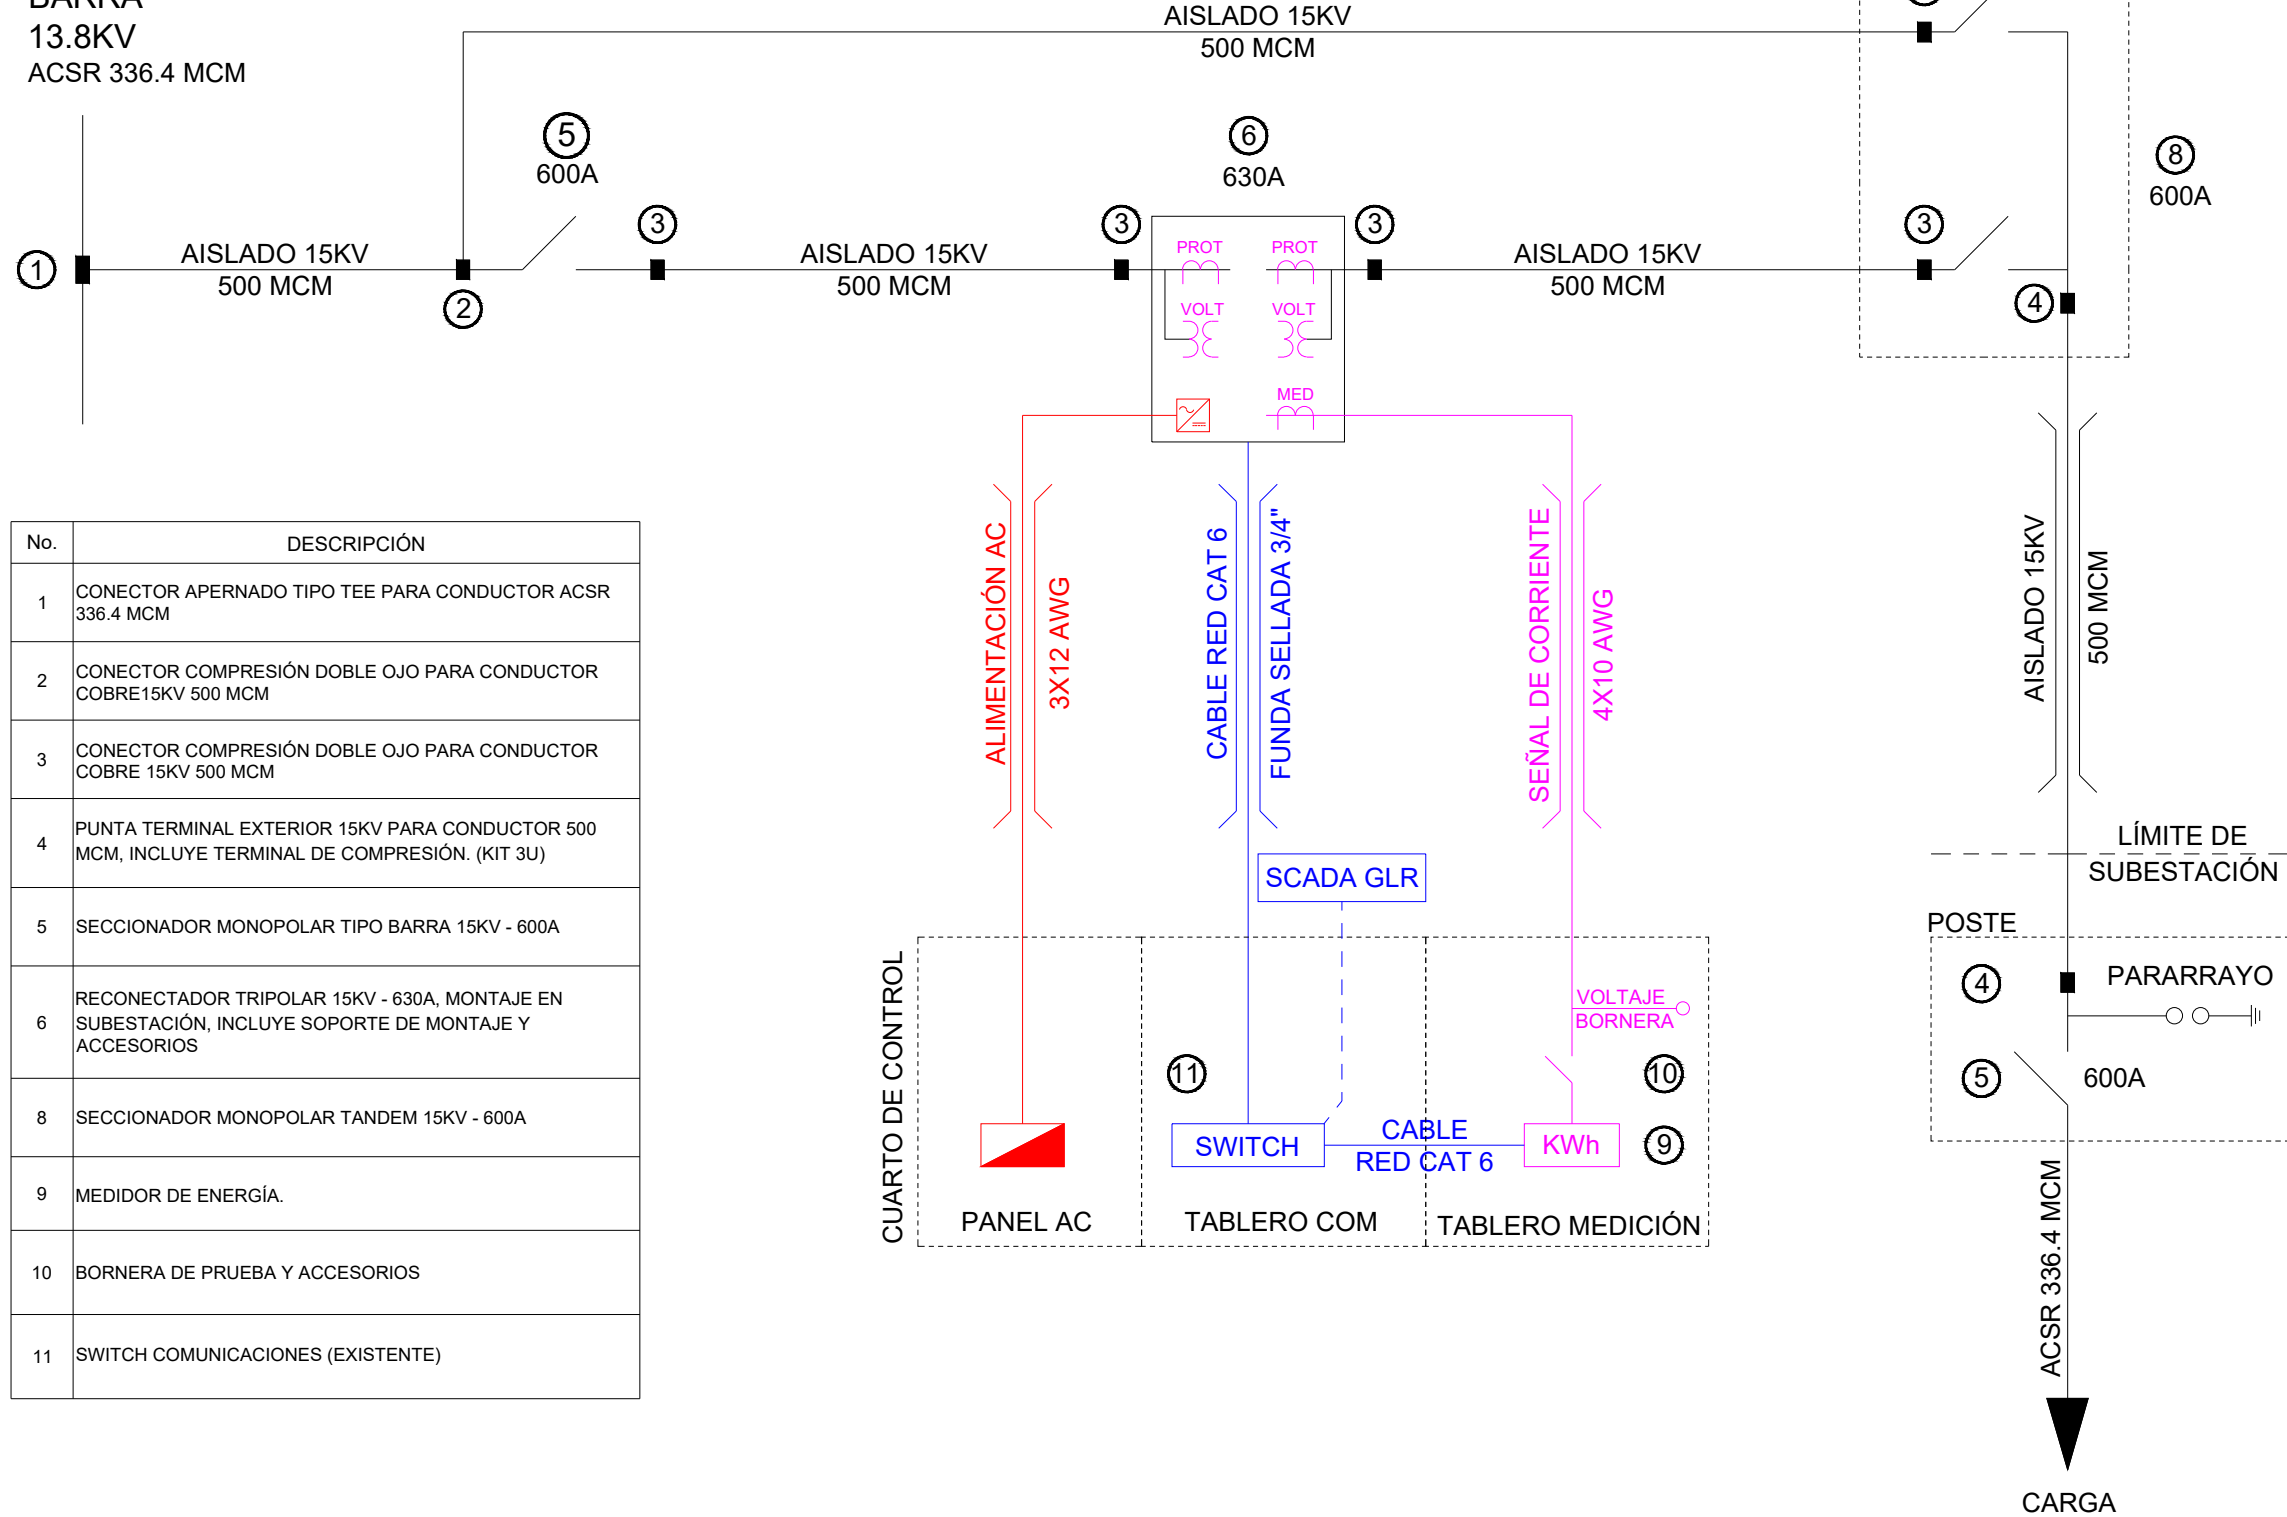 BARRA
13.8KV
ACSR 336.4 MCM
AISLADO 15KV
500 MCM
5
600A
6
630A
8
600A
1
AISLADO 15KV
500 MCM
2
3
AISLADO 15KV
500 MCM
3
PROT
PROT
VOLT
VOLT
MED
3
AISLADO 15KV
500 MCM
3
4
ALIMENTACIÓN AC
3X12 AWG
CABLE RED CAT 6
FUNDA SELLADA 3/4"
SEÑAL DE CORRIENTE
4X10 AWG
AISLADO 15KV
500 MCM
No.
DESCRIPCIÓN
1
CONECTOR APERNADO TIPO TEE PARA CONDUCTOR ACSR
336.4 MCM
2
CONECTOR COMPRESIÓN DOBLE OJO PARA CONDUCTOR
COBRE15KV 500 MCM
3
CONECTOR COMPRESIÓN DOBLE OJO PARA CONDUCTOR
COBRE 15KV 500 MCM
4
PUNTA TERMINAL EXTERIOR 15KV PARA CONDUCTOR 500
MCM, INCLUYE TERMINAL DE COMPRESIÓN. (KIT 3U)
5
SECCIONADOR MONOPOLAR TIPO BARRA 15KV - 600A
6
RECONECTADOR TRIPOLAR 15KV - 630A, MONTAJE EN
SUBESTACIÓN, INCLUYE SOPORTE DE MONTAJE Y
ACCESORIOS
8
SECCIONADOR MONOPOLAR TANDEM 15KV - 600A
9
MEDIDOR DE ENERGÍA.
10
BORNERA DE PRUEBA Y ACCESORIOS
11
SWITCH COMUNICACIONES (EXISTENTE)
LÍMITE DE
SUBESTACIÓN
SCADA GLR
CUARTO DE CONTROL
VOLTAJE
BORNERA
11
10
SWITCH
CABLE
RED CAT 6
KWh
9
PANEL AC
TABLERO COM
TABLERO MEDICIÓN
POSTE
4
PARARRAYO
5
600A
ACSR 336.4 MCM
CARGA